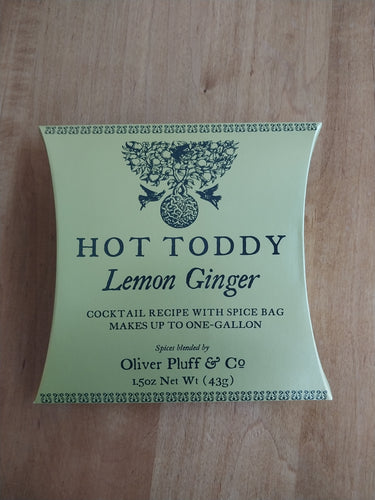 HOT TODDY
Lemon Ginger
COCKTAIL RECIPE WITH SPICE BAG
MAKES UP TO ONE-GALLON
Spices blended by
Oliver Pluff & Co
1.5oz Net Wt (43g)